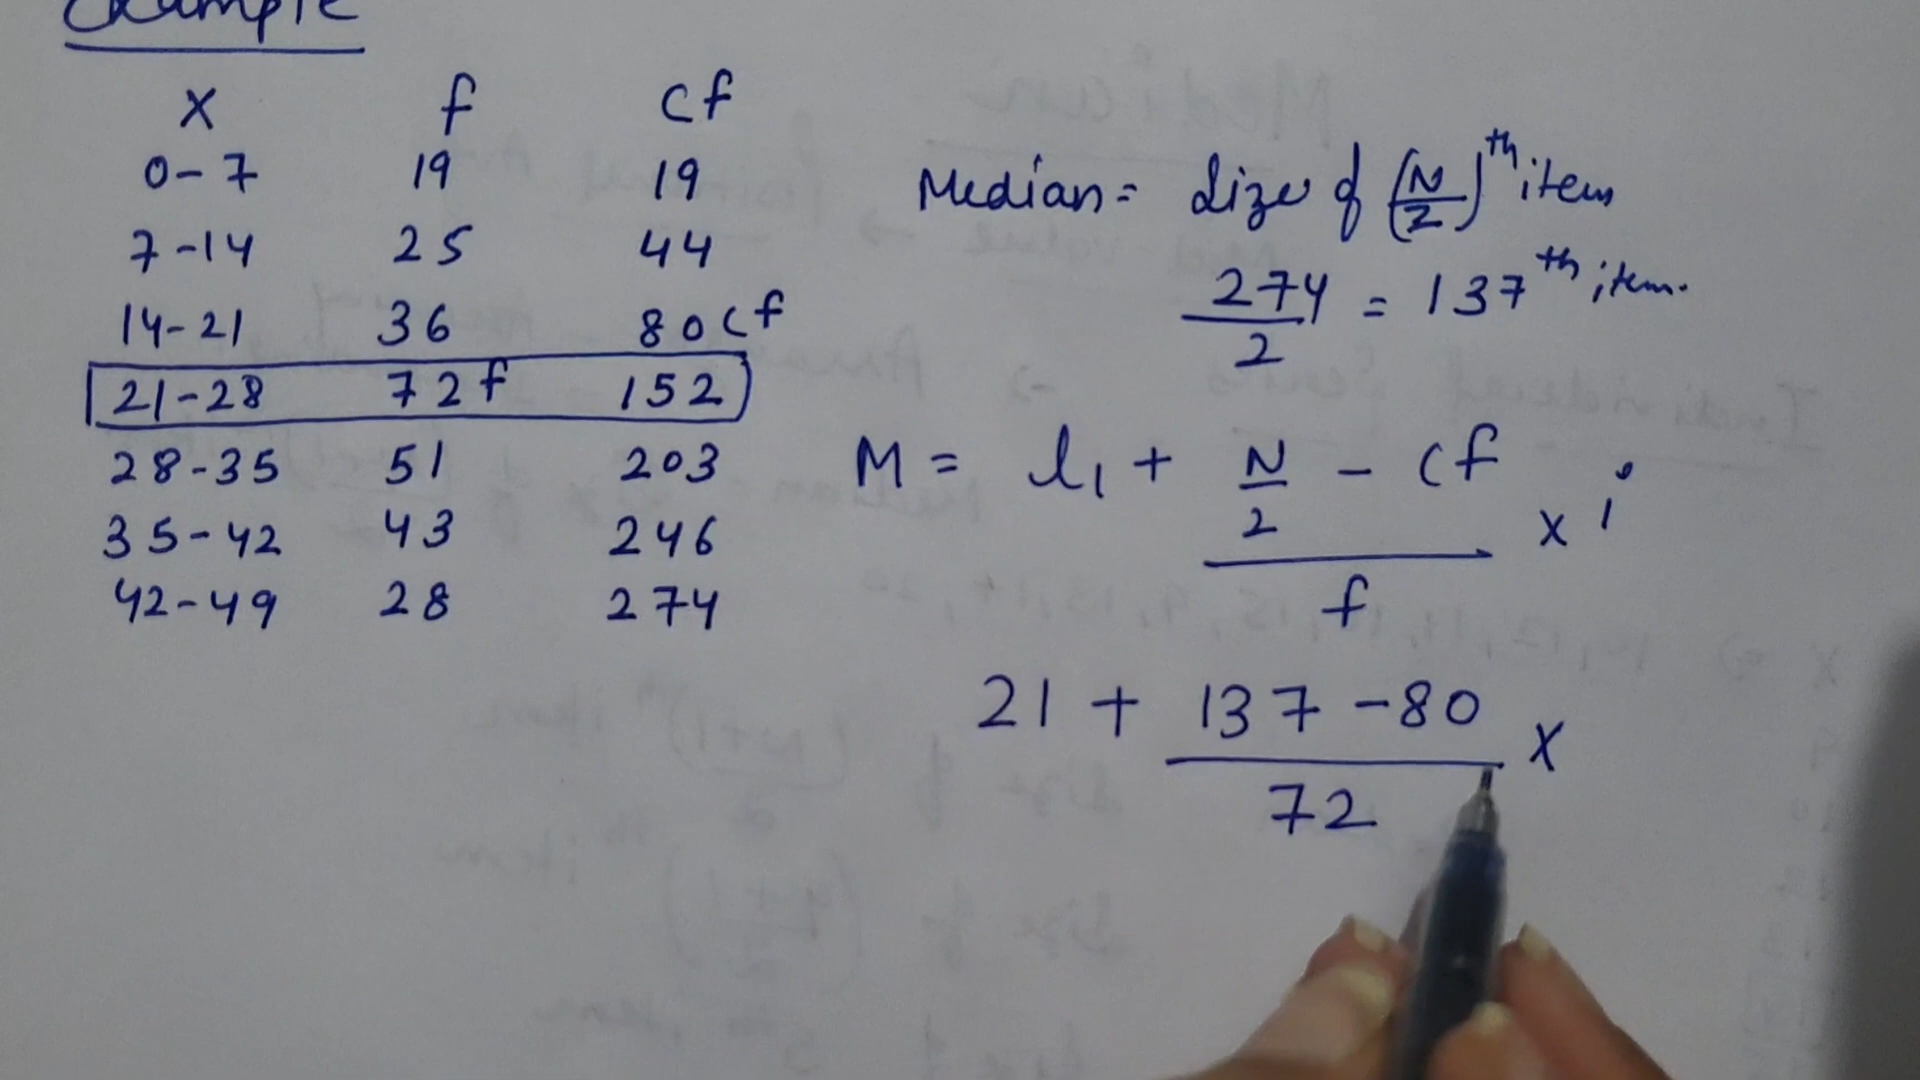 Example
X f cf
0-7 19 19
7-14 25 44
14-21 36 80 cf
21-28 72 f 152
28-35 51 203
35-42 43 246
42-49 28 274
Median = Size of (N/2)th item
274/2 = 137th item.
M = l₁ + N/2 - cf / f × i
21 + 137 - 80 / 72 ×